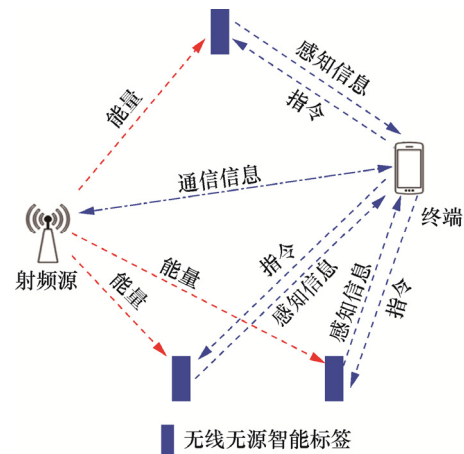 感知信息
指令
能量
通信信息
终端
射频源
能量
能量
指令
感知信息
感知信息
指令
无线无源智能标签